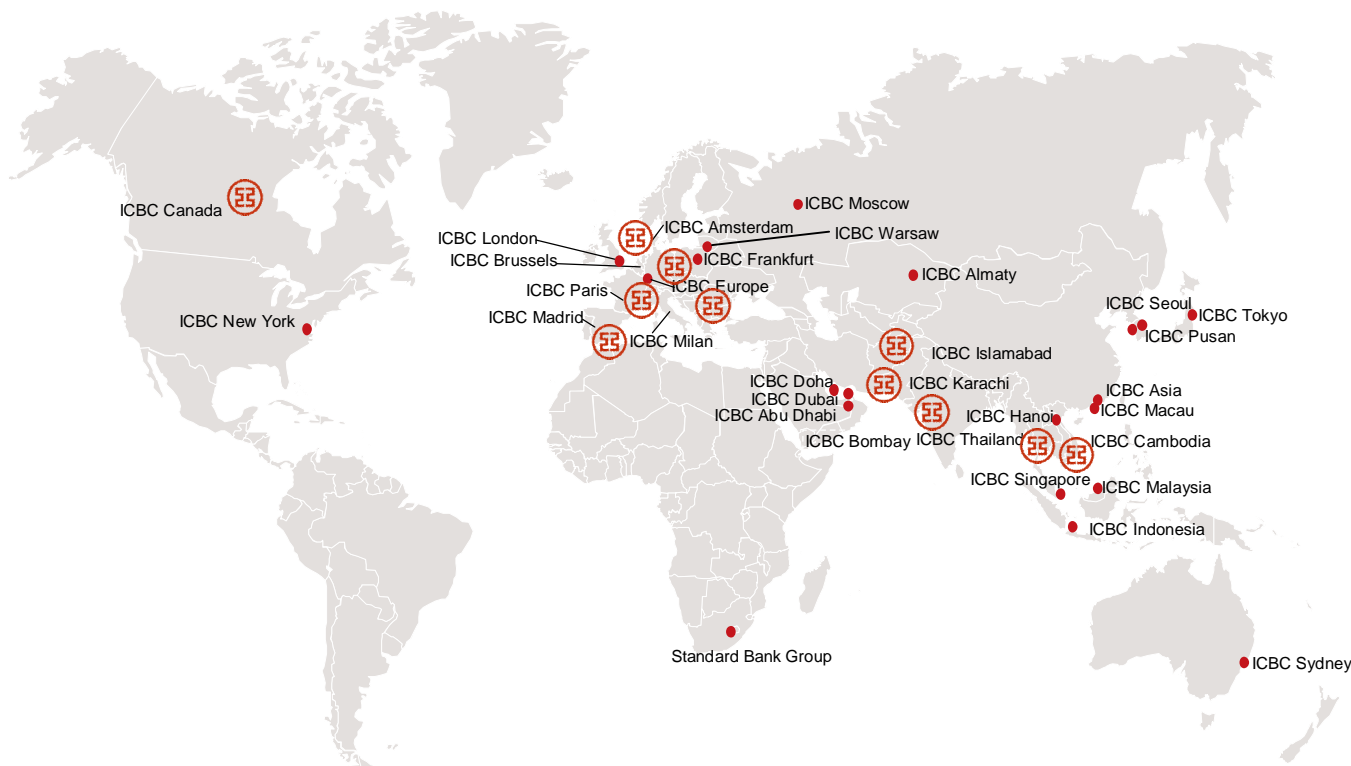 ICBC Moscow
ICBC Canada
ICBC Amsterdam
ICBC London
ICBC Warsaw
ICBC Brussels
ICBC Frankfurt
ICBC Almaty
ICBC Europe
ICBC Paris
ICBC Seoul
ICBC Tokyo
ICBC Madrid
ICBC New York
ICBC Pusan
ICBC Milan
ICBC Islamabad
ICBC Doha
ICBC Karachi
ICBC Dubai
ICBC Asia
ICBC Abu Dhabi
ICBC Hanoi
ICBC Macau
ICBC Bombay
ICBC Thailand
ICBC Cambodia
ICBC Singapore
ICBC Malaysia
ICBC Indonesia
Standard Bank Group
ICBC Sydney